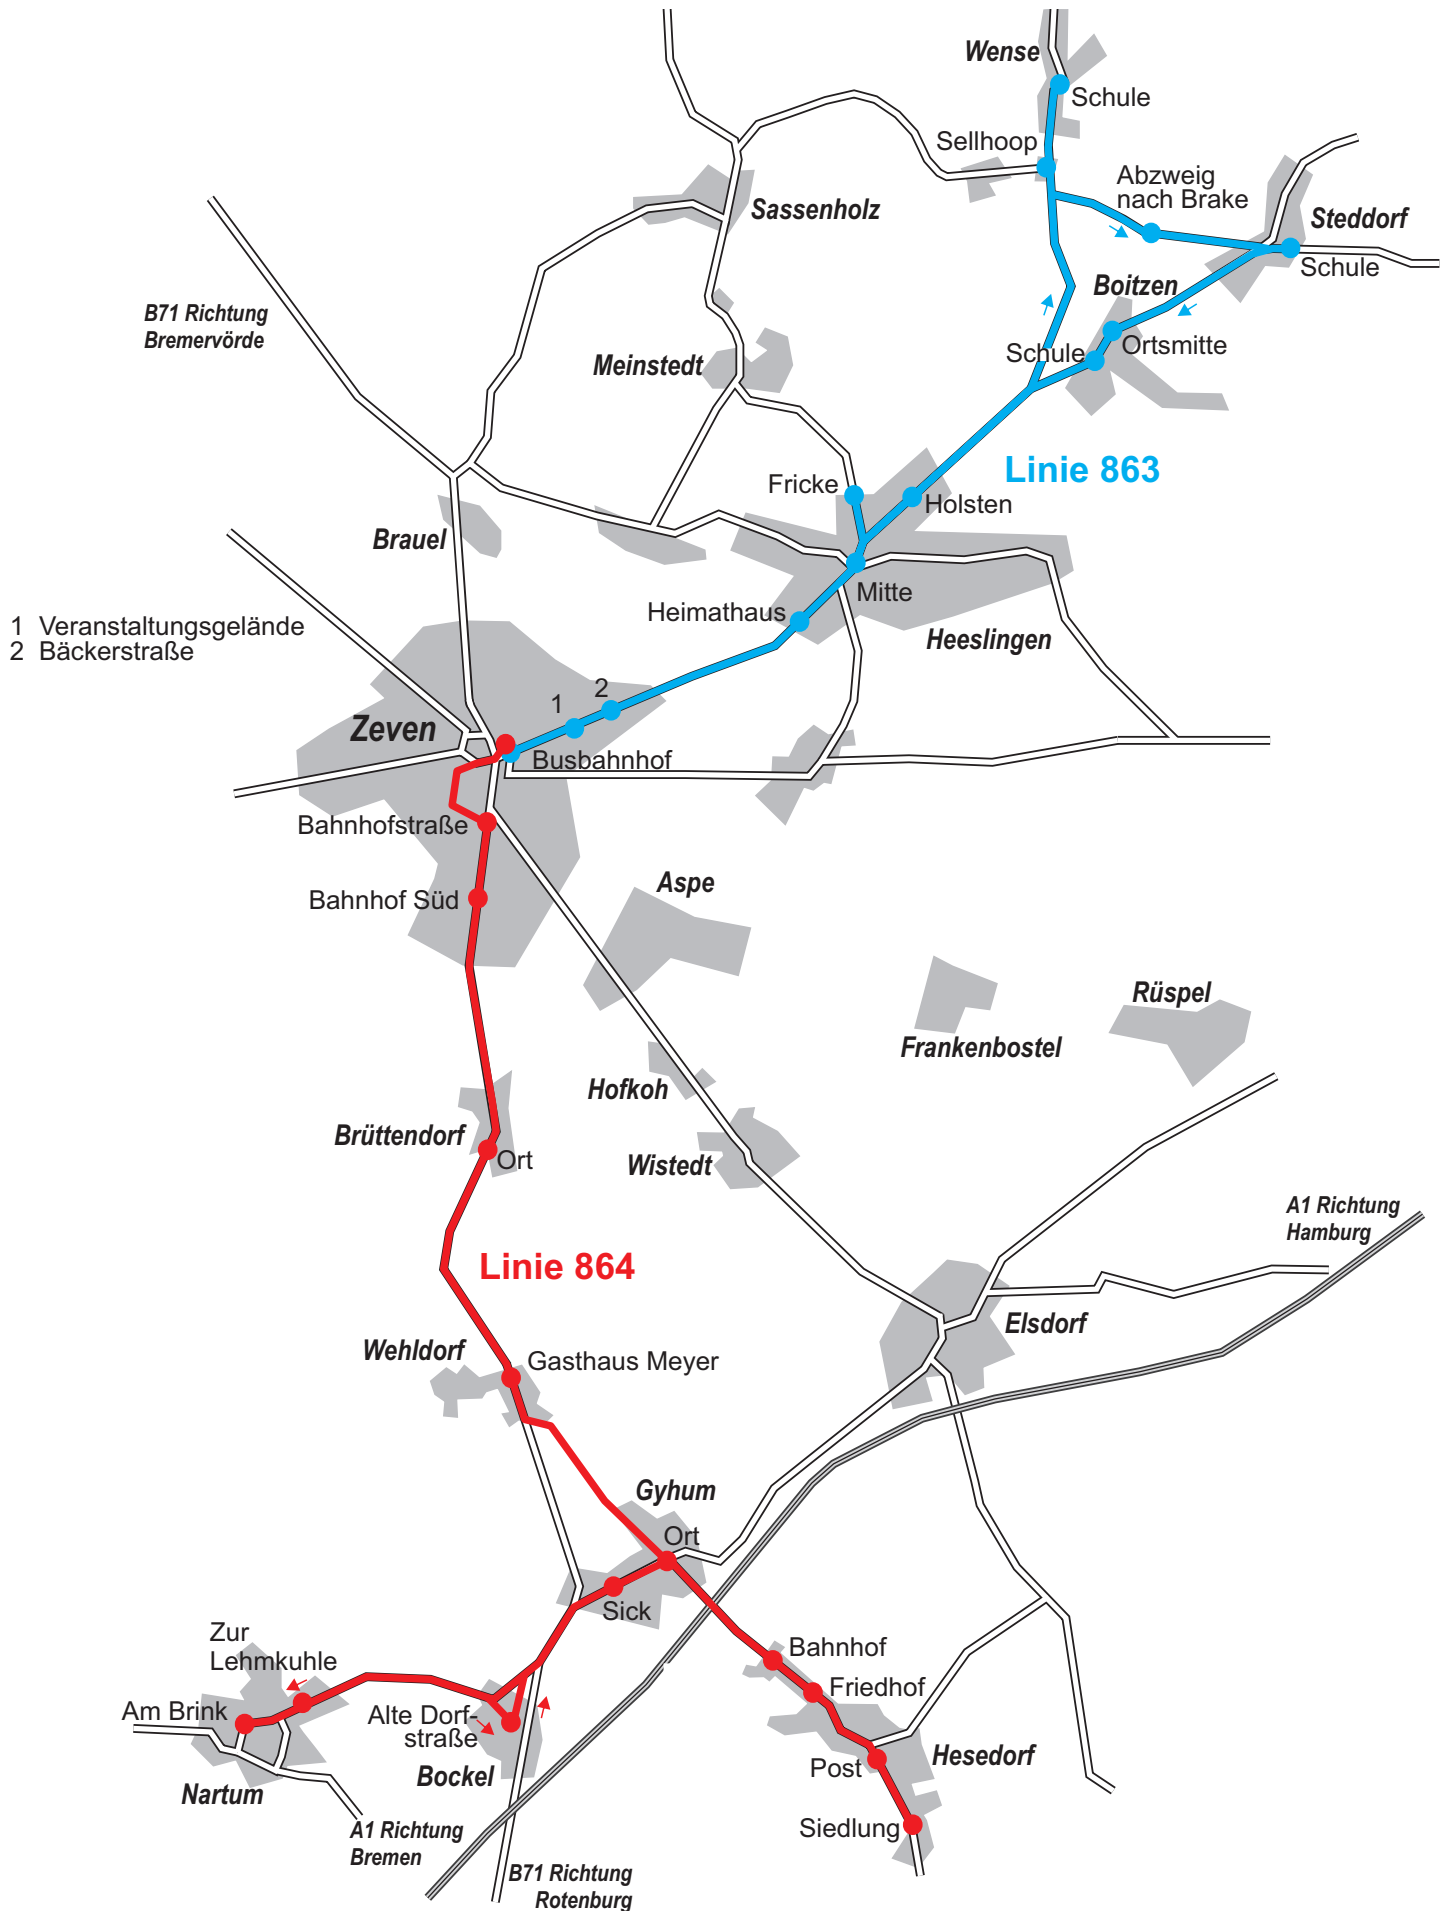 Wense
Schule
Sellhoop
Abzweig
nach Brake
Steddorf
Schule
Sassenholz
Boitzen
B71 Richtung
Bremervörde
Ortsmitte
Schule
Meinstedt
Linie 863
Fricke
Holsten
Brauel
Mitte
Heimathaus
Heeslingen
1 Veranstaltungsgelände
2 Bäckerstraße
2
1
Zeven
Busbahnhof
Bahnhofstraße
Bahnhof Süd
Aspe
Rüspel
Frankenbostel
Hofkoh
Brüttendorf
Ort
Wistedt
A1 Richtung
Hamburg
Linie 864
Elsdorf
Wehldorf
Gasthaus Meyer
Gyhum
Ort
Sick
Zur
Lehmkuhle
Bahnhof
Friedhof
Am Brink
Alte Dorf-
straße
Hesedorf
Post
Bockel
Nartum
Siedlung
A1 Richtung
Bremen
B71 Richtung
Rotenburg